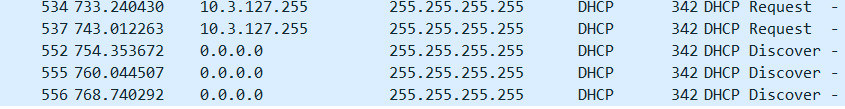 534 733.240430 10.3.127.255 255.255.255.255 DHCP 342 DHCP Request -
537 743.012263 10.3.127.255 255.255.255.255 DHCP 342 DHCP Request -
552 754.353672 0.0.0.0 255.255.255.255 DHCP 342 DHCP Discover -
555 760.044507 0.0.0.0 255.255.255.255 DHCP 342 DHCP Discover -
556 768.740292 0.0.0.0 255.255.255.255 DHCP 342 DHCP Discover -